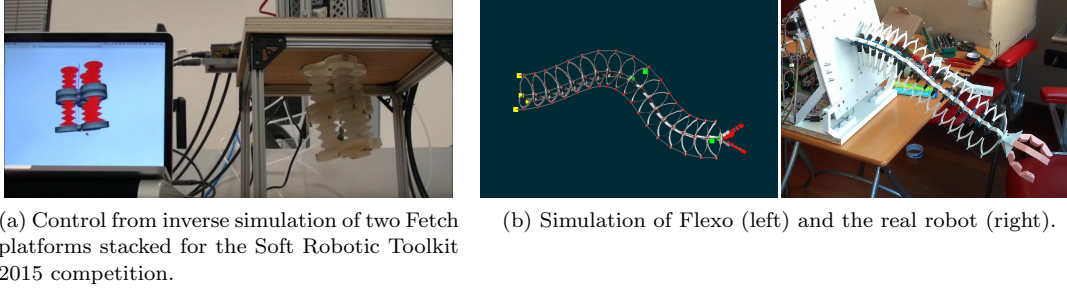 (a) Control from inverse simulation of two Fetch
platforms stacked for the Soft Robotic Toolkit
2015 competition.
(b) Simulation of Flexo (left) and the real robot (right).